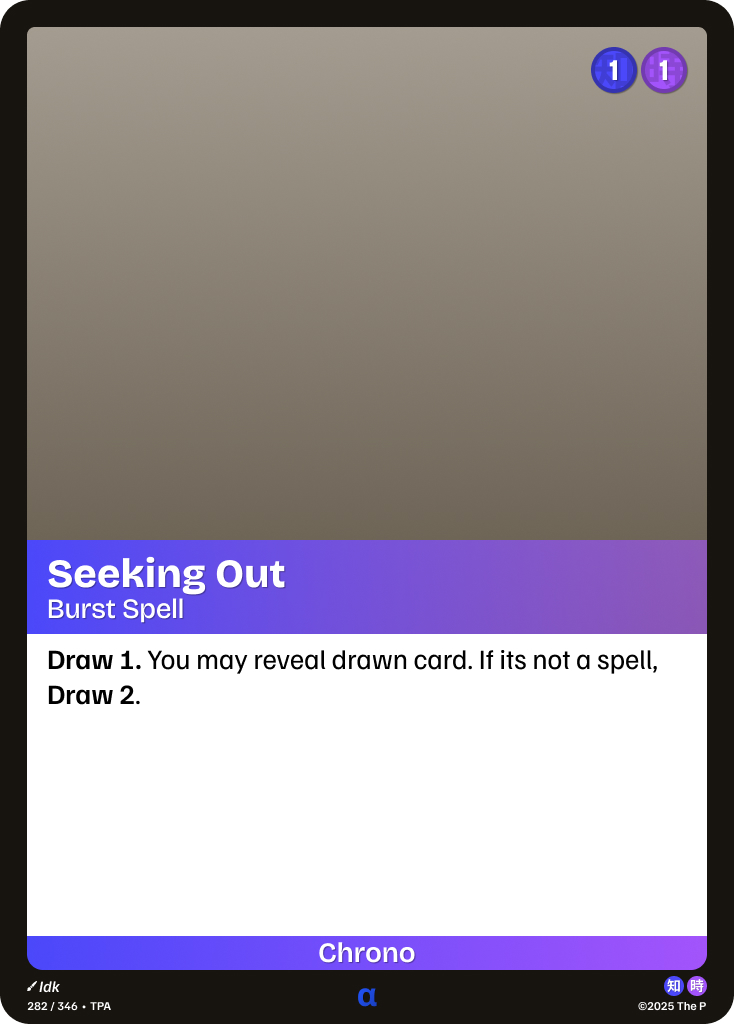 1 1
Seeking Out
Burst Spell
Draw 1. You may reveal drawn card. If its not a spell,
Draw 2.
Chrono
Idk
知 時
282 / 346 • TPA
α
©2025 The P